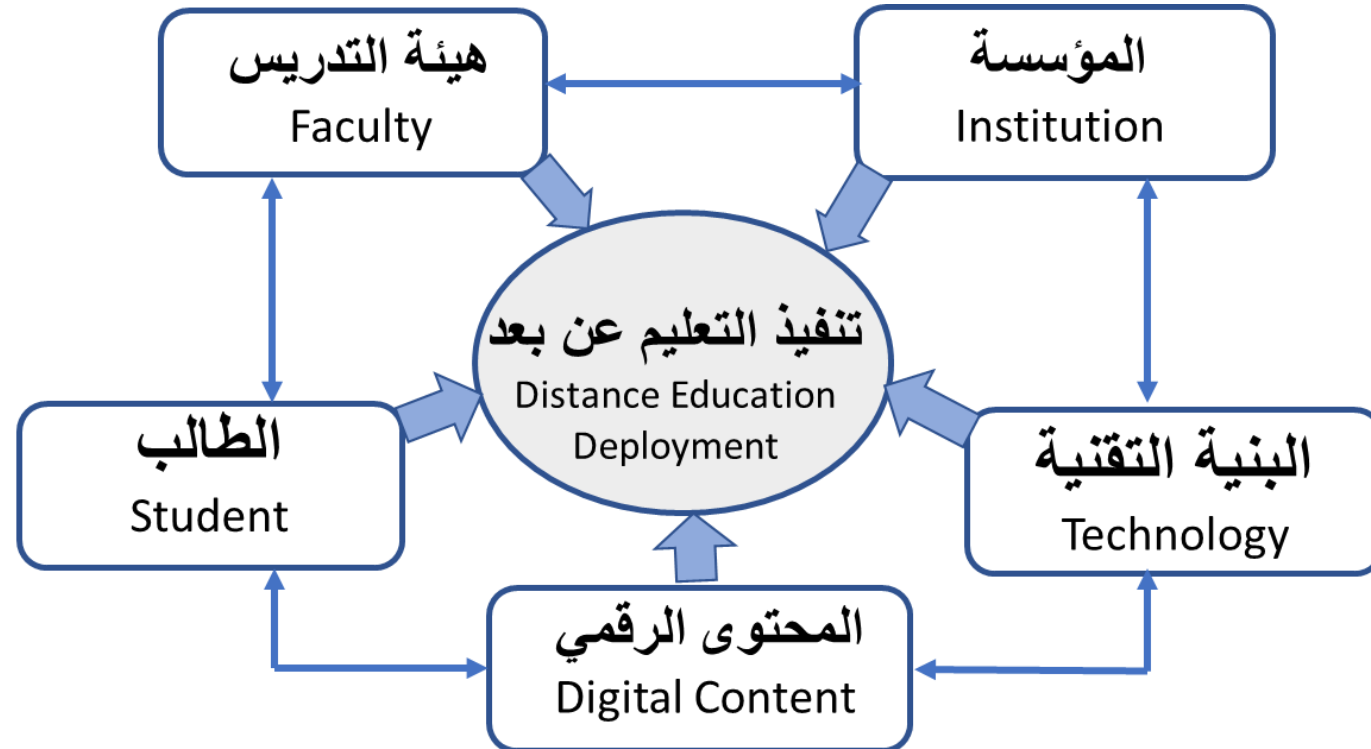 هيئة التدريس
Faculty
المؤسسة
Institution
تنفيذ التعليم عن بعد
Distance Education
Deployment
الطالب
Student
البنية التقنية
Technology
المحتوى الرقمي
Digital Content